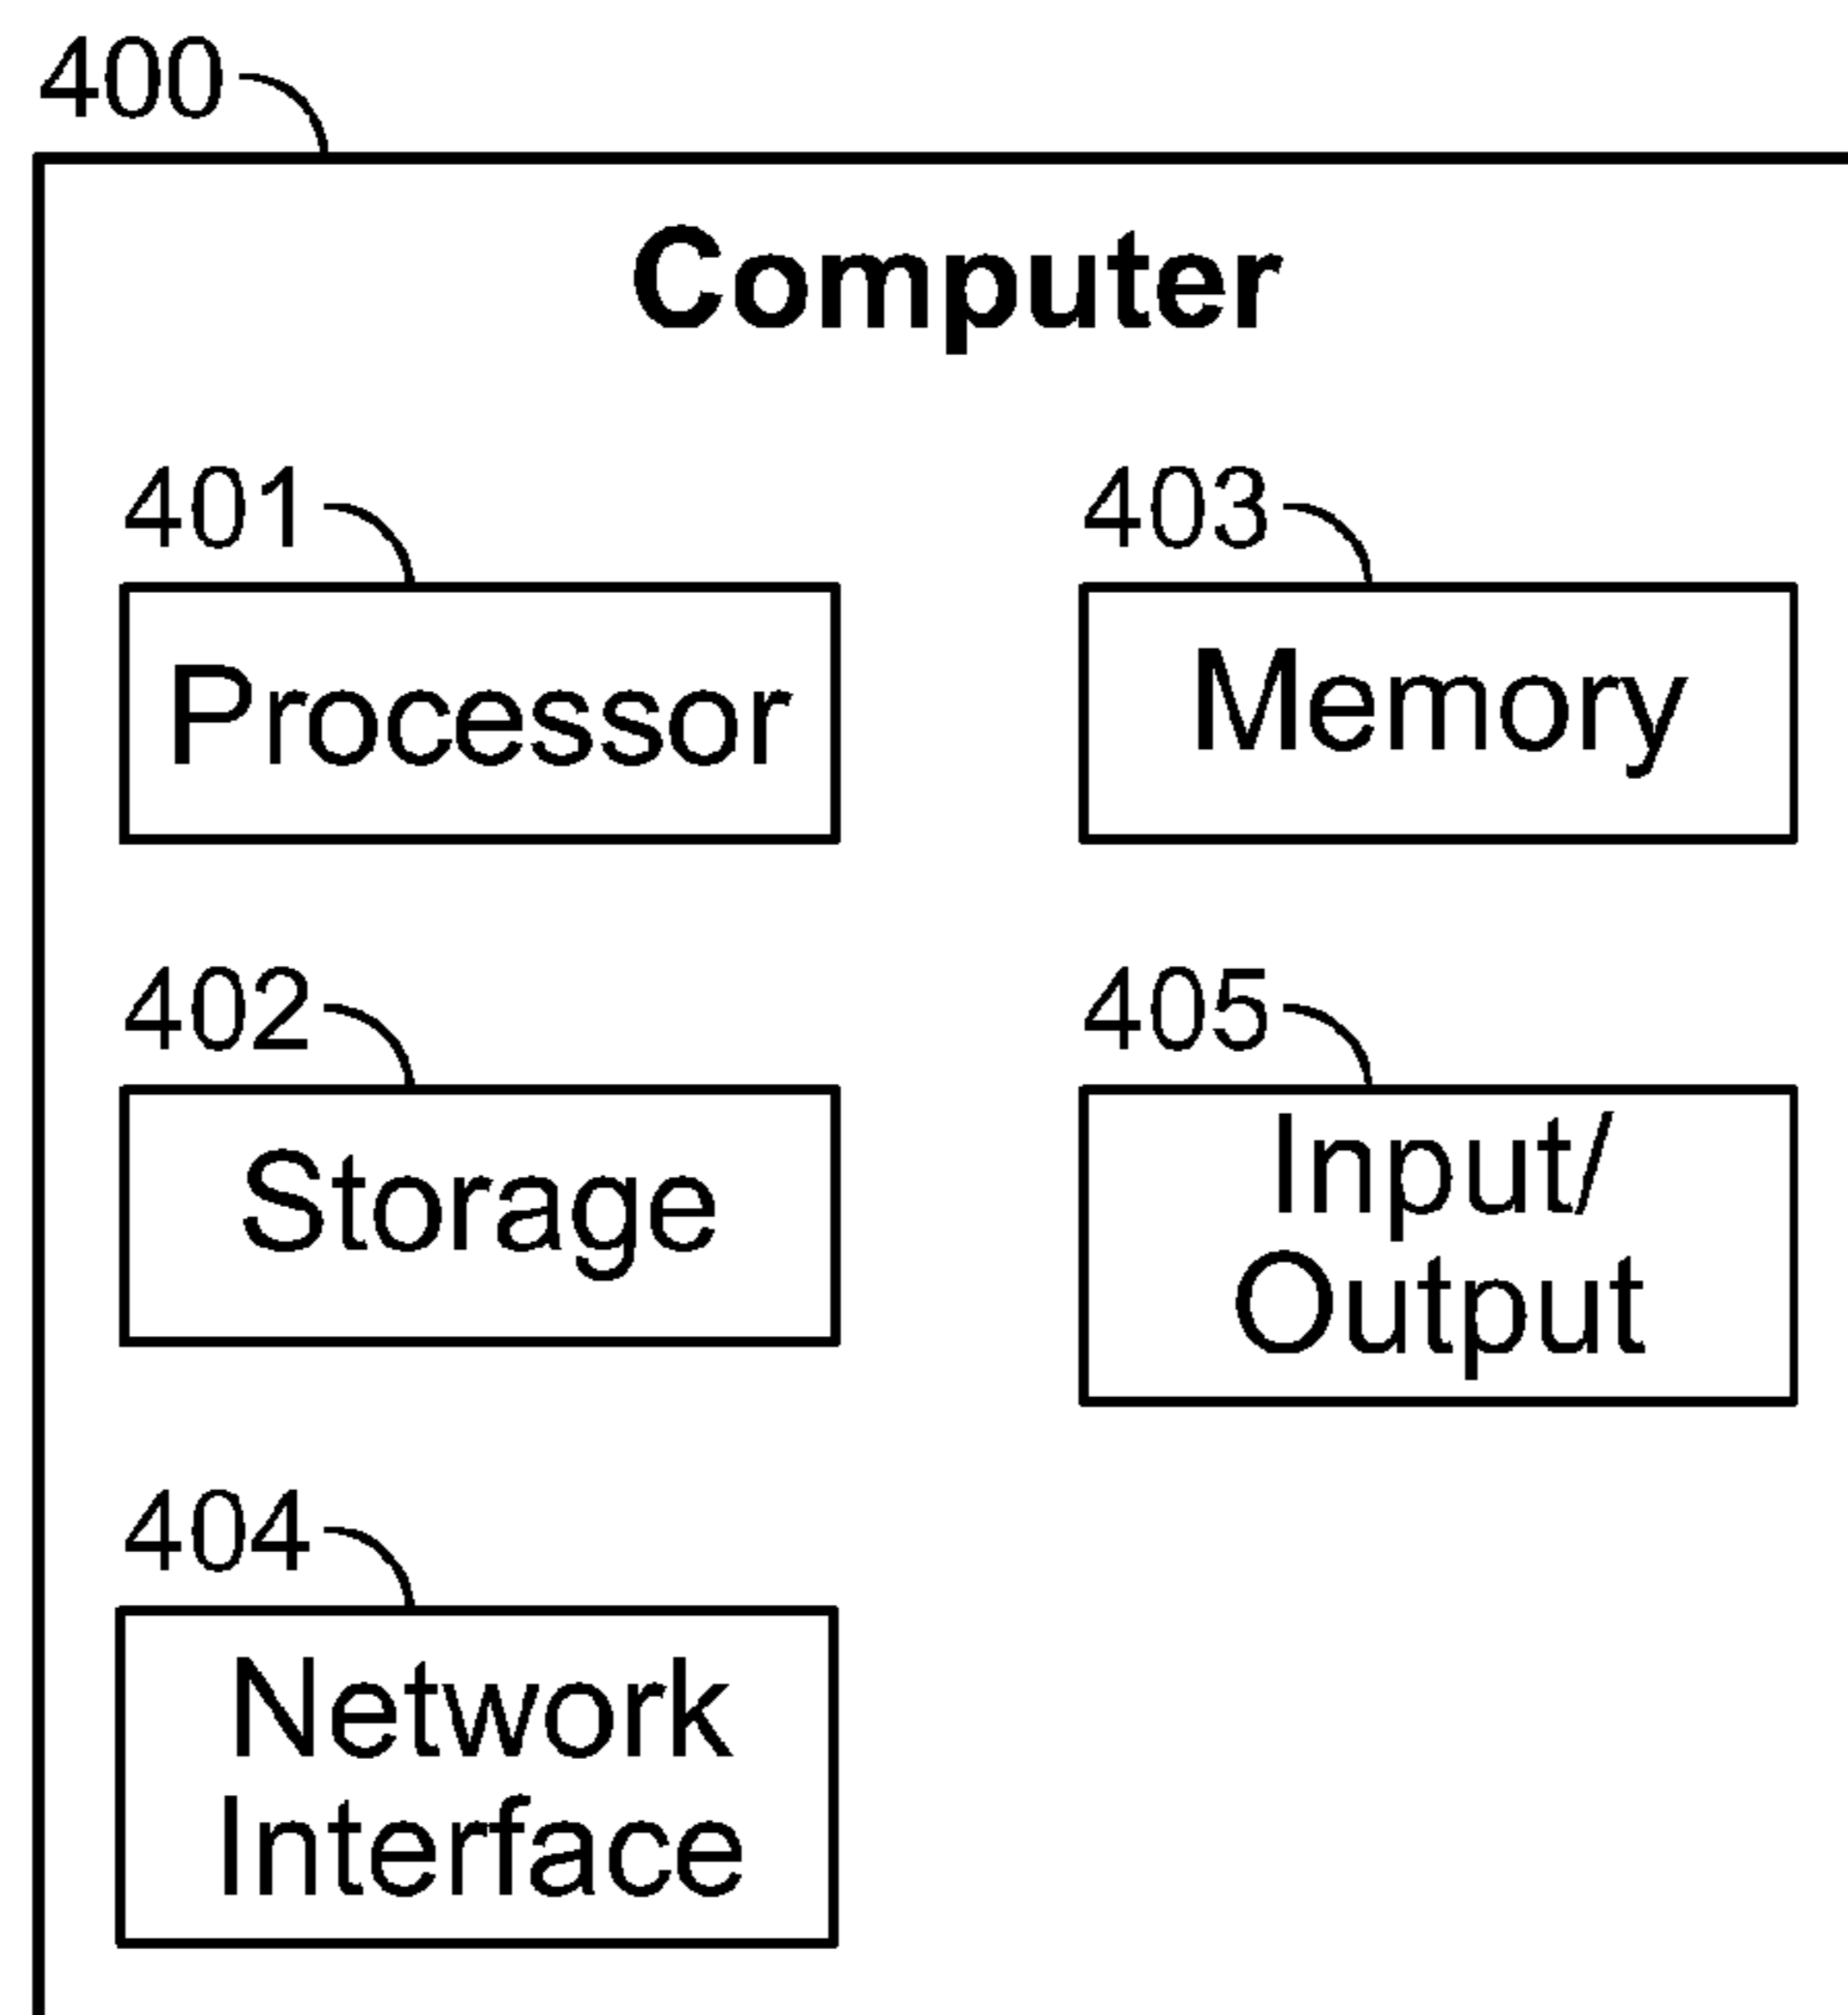 400
Computer
401
403
Processor
Memory
402
405
Storage
Input/
Output
404
Network
Interface